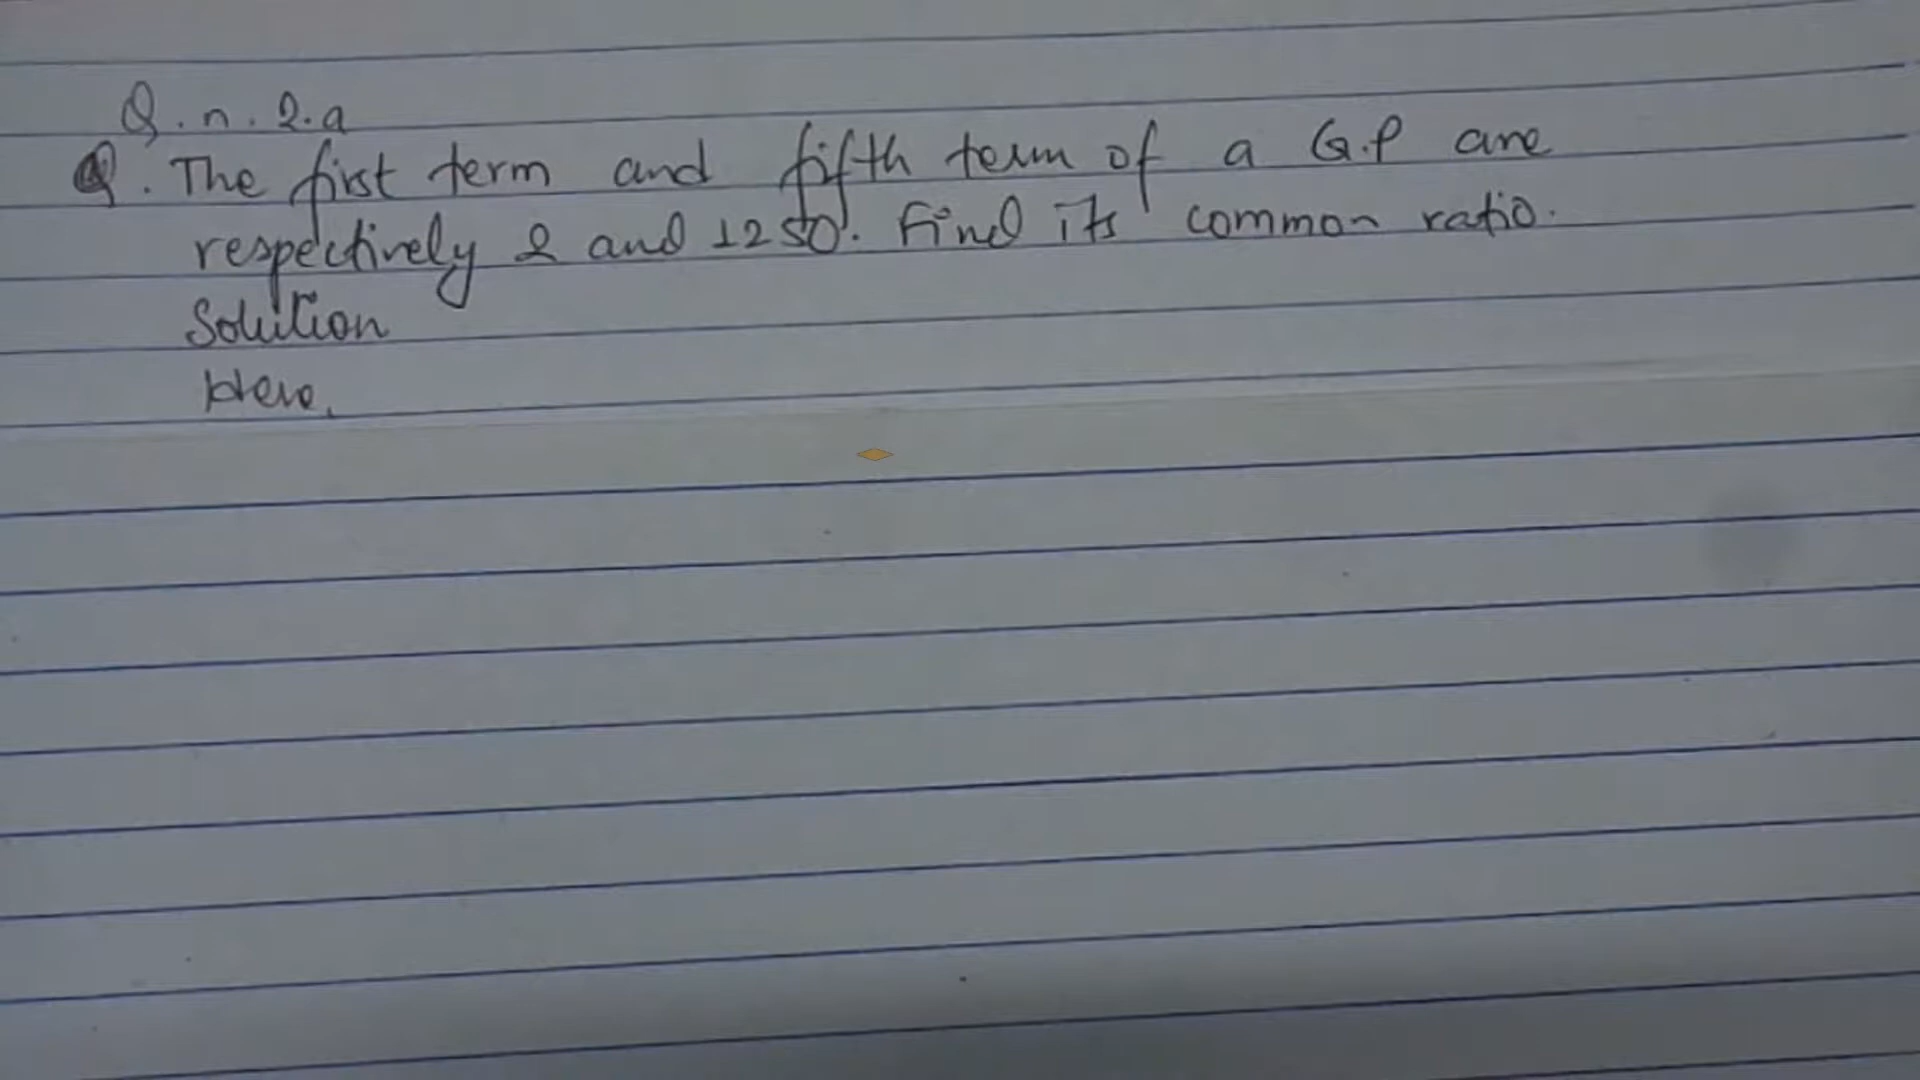 Q.n.2.a
Q. The first term and fifth term of a G.P are
respectively 2 and 1250. Find its common ratio.
Solution
Here,